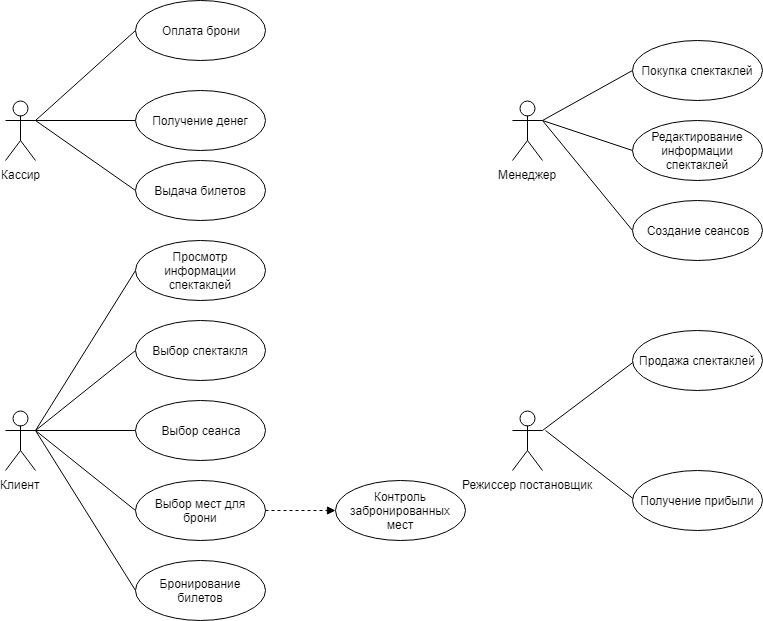 Оплата брони
Получение денег
Кассир
Выдача билетов
Просмотр
информации
спектаклей
Выбор спектакля
Выбор сеанса
Клиент
Выбор мест для
брони
Контроль
забронированных
мест
Бронирование
билетов
Покупка спектаклей
Редактирование
информации
спектаклей
Менеджер
Создание сеансов
Продажа спектаклей
Режиссер постановщик
Получение прибыли